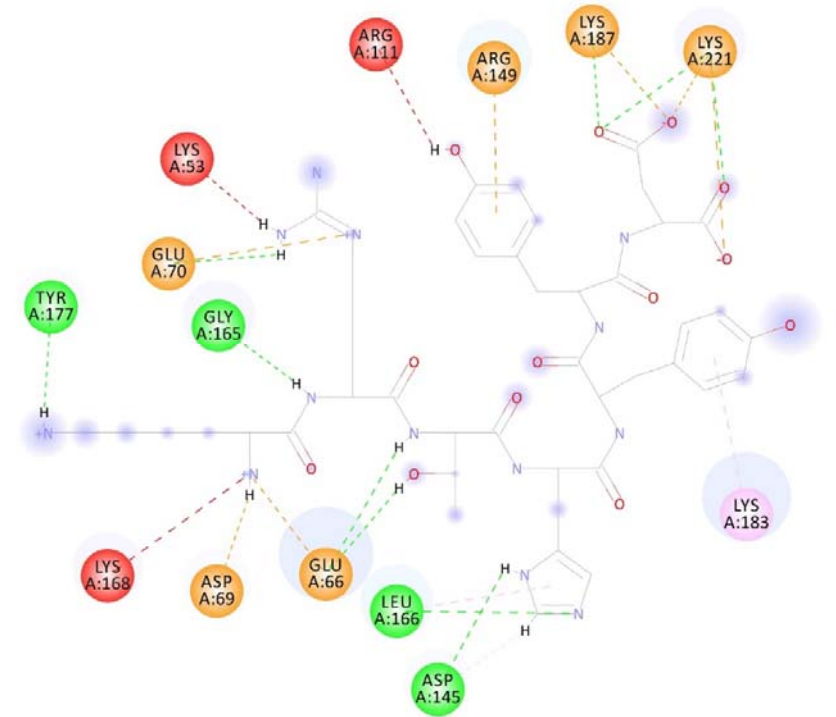 ARG
A:111
ARG
A:149
LYS
A:187
LYS
A:221
LYS
A:53
GLU
A:70
TYR
A:177
GLY
A:165
LYS
A:168
ASP
A:69
GLU
A:66
LEU
A:166
ASP
A:145
LYS
A:183
H
-O
O
-O
O
-O
N
O
N
O
O
N
O
N
O
N
N
H
N
H
+N
H
N
O
H
+N
N
O
+N
H
H
H
O
H
N
N
H